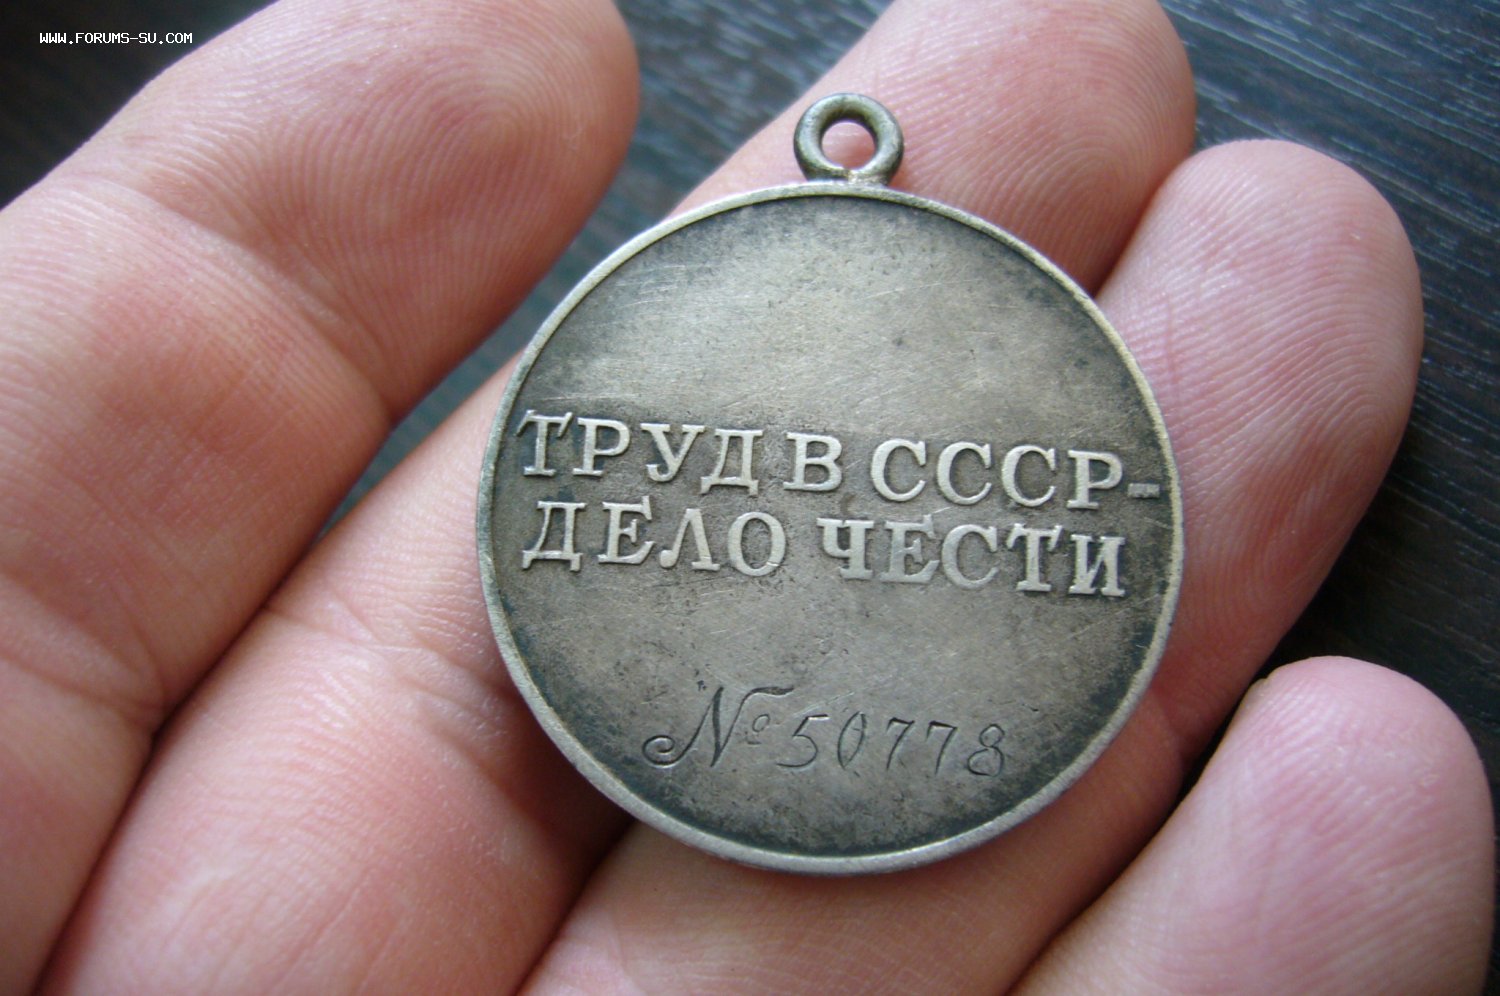 WWW.FORUMS-SU.COM
ТРУД В СССР-
ДЕЛО ЧЕСТИ
№ 50778